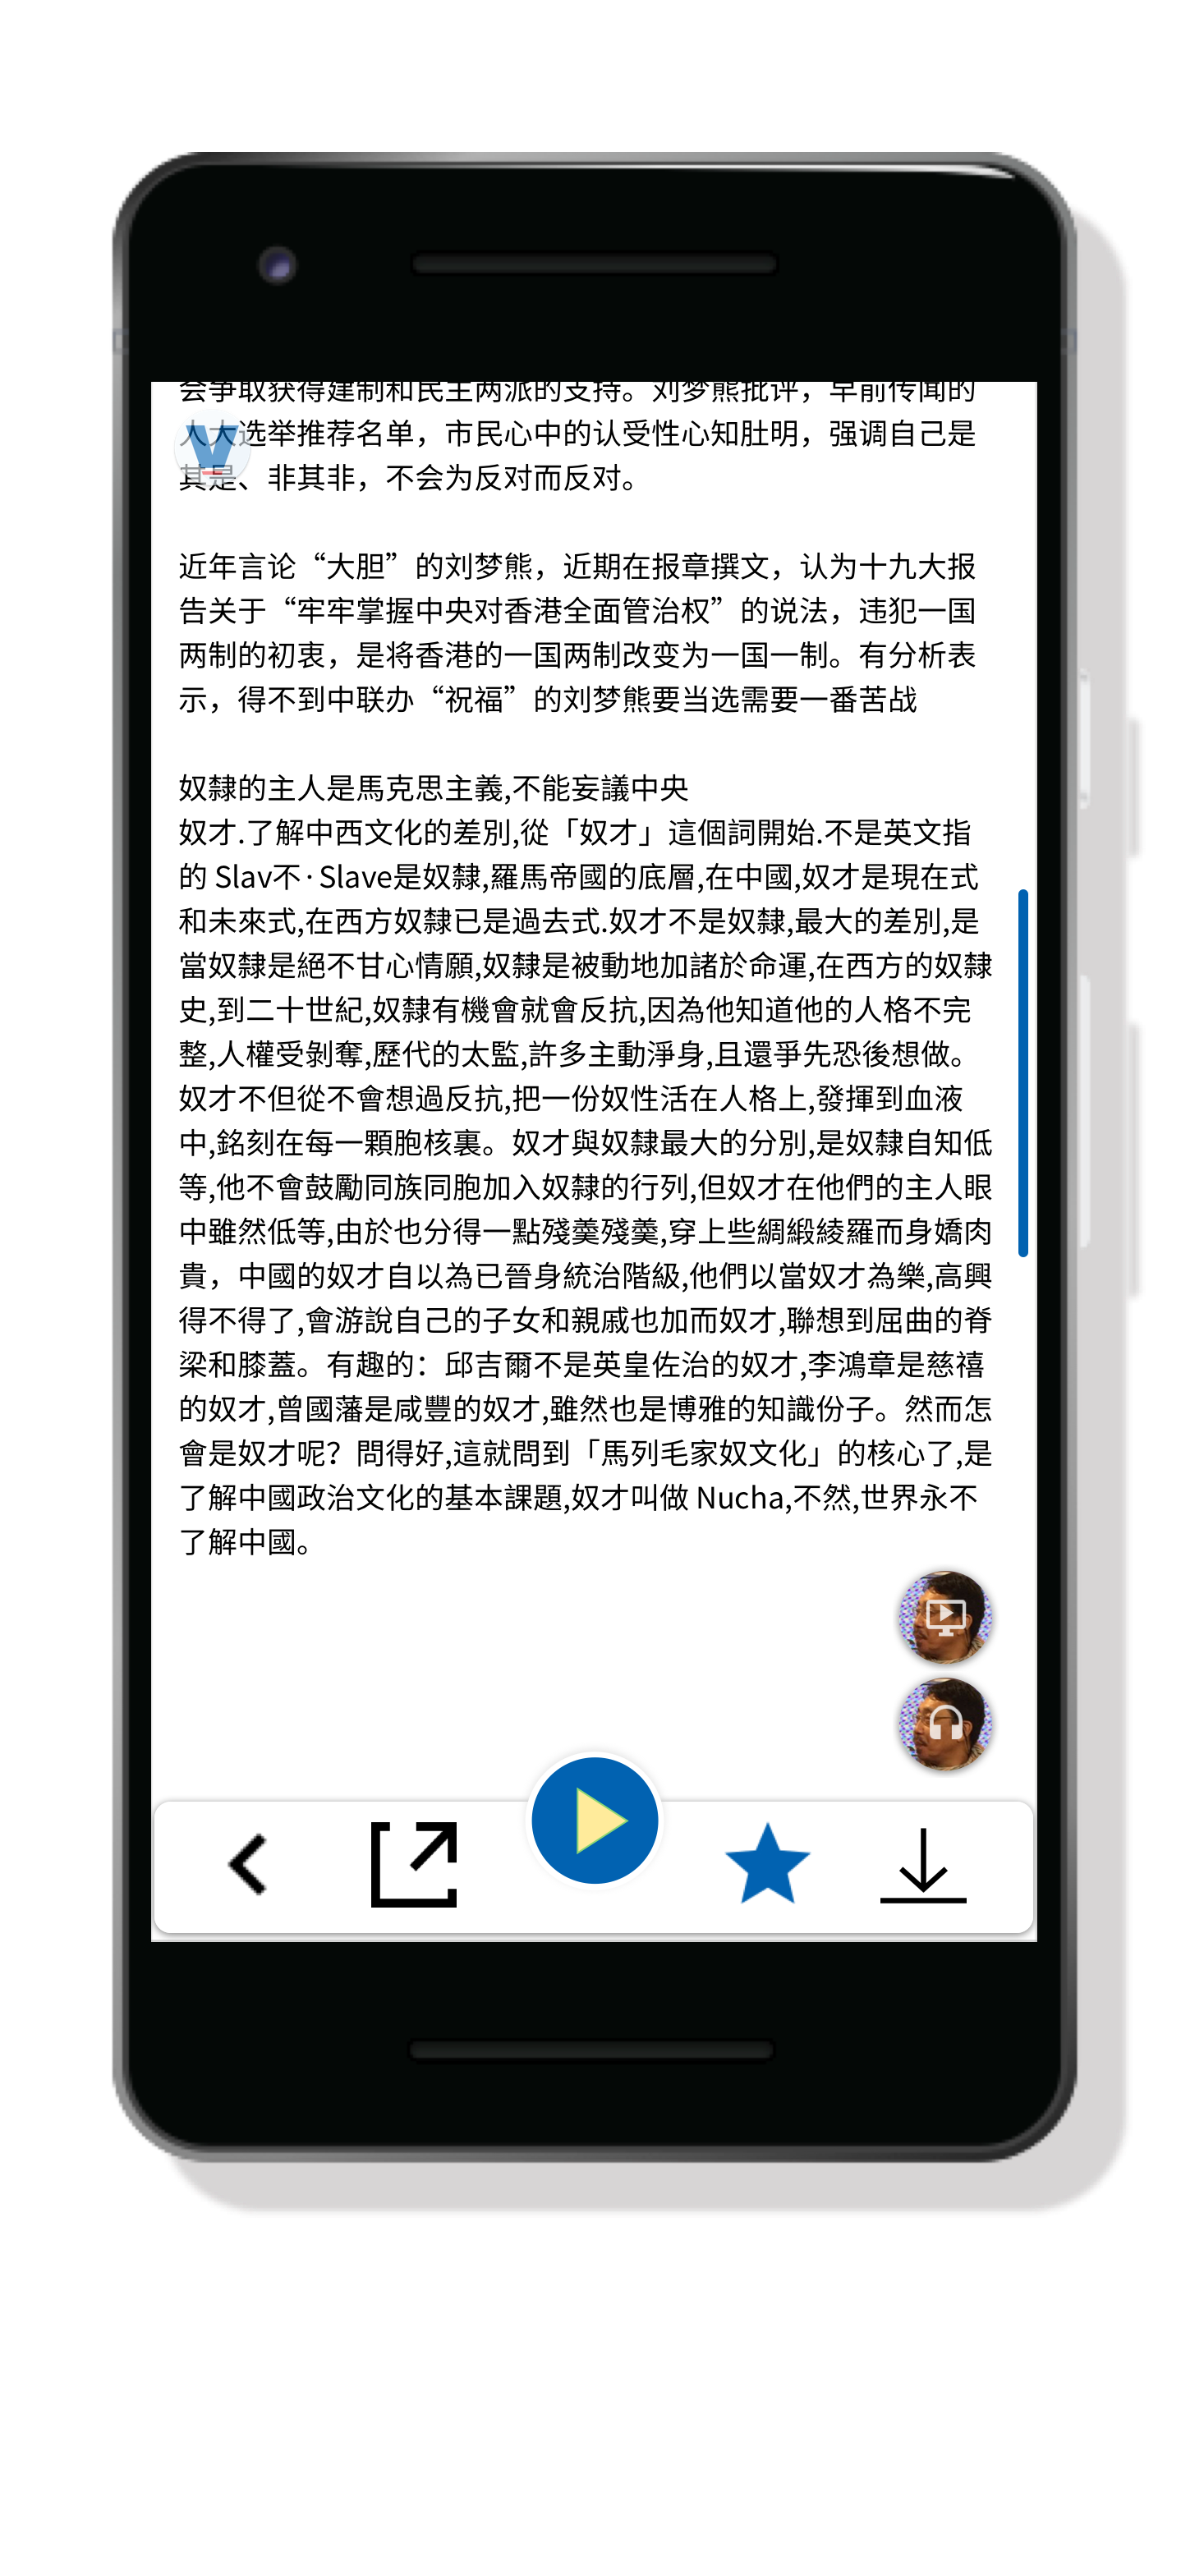 会争取获得建制和民主两派的支持。刘梦熊批评，早前传闻的
人大选举推荐名单，市民心中的认受性心知肚明，强调自己是
其是、非其非，不会为反对而反对。
近年言论“大胆”的刘梦熊，近期在报章撰文，认为十九大报
告关于“牢牢掌握中央对香港全面管治权”的说法，违犯一国
两制的初衷，是将香港的一国两制改变为一国一制。有分析表
示，得不到中联办“祝福”的刘梦熊要当选需要一番苦战
奴隸的主人是馬克思主義,不能妄議中央
奴才.了解中西文化的差別,從「奴才」這個詞開始.不是英文指
的 Slav不·Slave是奴隸,羅馬帝國的底層,在中國,奴才是現在式
和未來式,在西方奴隸已是過去式.奴才不是奴隸,最大的差別,是
當奴隸是絕不甘心情願,奴隸是被動地加諸於命運,在西方的奴隸
史,到二十世紀,奴隸有機會就會反抗,因為他知道他的人格不完
整,人權受剝奪,歷代的太監,許多主動淨身,且還爭先恐後想做。
奴才不但從不會想過反抗,把一份奴性活在人格上,發揮到血液
中,銘刻在每一顆胞核裏。奴才與奴隸最大的分別,是奴隸自知低
等,他不會鼓勵同族同胞加入奴隸的行列,但奴才在他們的主人眼
中雖然低等,由於也分得一點殘羹殘羹,穿上些綢緞綾羅而身嬌肉
貴，中國的奴才自以為已晉身統治階級,他們以當奴才為樂,高興
得不得了,會游說自己的子女和親戚也加而奴才,聯想到屈曲的脊
梁和膝蓋。有趣的：邱吉爾不是英皇佐治的奴才,李鴻章是慈禧
的奴才,曾國藩是咸豐的奴才,雖然也是博雅的知識份子。然而怎
會是奴才呢？問得好,這就問到「馬列毛家奴文化」的核心了,是
了解中國政治文化的基本課題,奴才叫做 Nucha,不然,世界永不
了解中國。